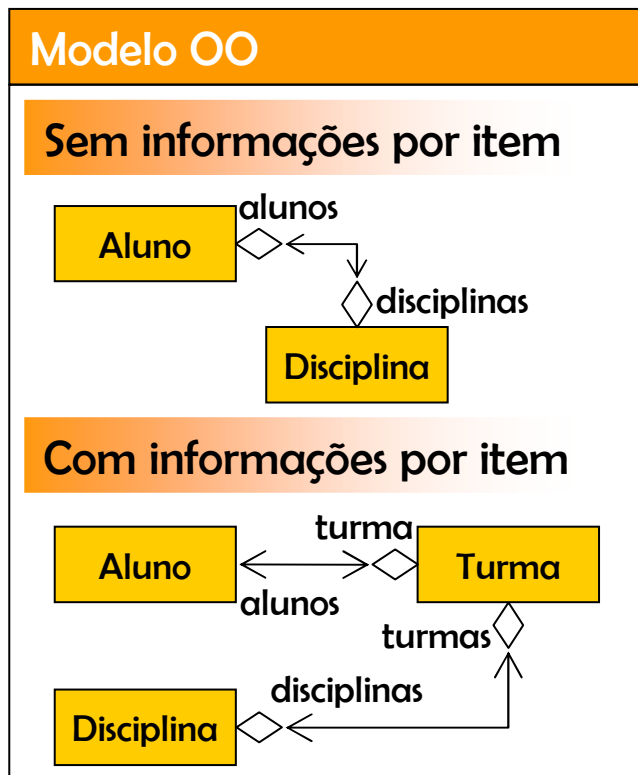 Modelo OO
Sem informações por item
alunos
Aluno
disciplinas
Disciplina
Com informações por item
turma
Aluno
Turma
alunos
turmas
disciplinas
Disciplina